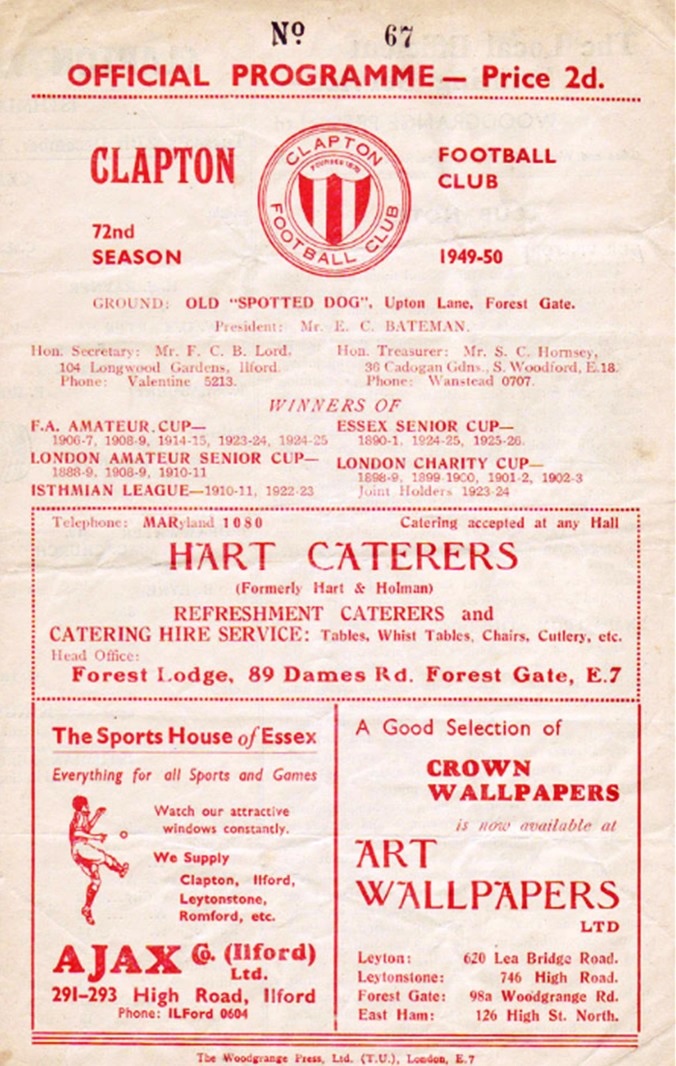 Nº 67
OFFICIAL PROGRAMME — Price 2d.
CLAPTON
FOOTBALL
CLUB
CLAPTON
FOUNDED 1878
FOOTBALL CLUB
72nd
SEASON
1949-50
GROUND: OLD "SPOTTED DOG", Upton Lane, Forest Gate.
President: Mr. E. C. BATEMAN.
Hon. Secretary: Mr. F. C. B. Lord,
104 Longwood Gardens, Ilford.
Phone: Valentine 5213.
Hon. Treasurer: Mr. S. C. Hornsey,
36 Cadogan Gdns., S. Woodford, E.18.
Phone: Wanstead 0707.
WINNERS OF
F.A. AMATEUR CUP—
1906-7, 1908-9, 1914-15, 1923-24, 1924-25
LONDON AMATEUR SENIOR CUP—
1888-9, 1908-9, 1910-11
ISTHMIAN LEAGUE—1910-11, 1922-23
ESSEX SENIOR CUP—
1890-1, 1924-25, 1925-26.
LONDON CHARITY CUP—
1898-9, 1899-1900, 1901-2, 1902-3
Joint Holders 1923-24
Telephone: MARyland 1080 Catering accepted at any Hall
HART CATERERS
(Formerly Hart & Holman)
REFRESHMENT CATERERS and
CATERING HIRE SERVICE: Tables, Whist Tables, Chairs, Cutlery, etc.
Head Office:
Forest Lodge, 89 Dames Rd. Forest Gate, E.7
The Sports House of Essex
Everything for all Sports and Games
Watch our attractive
windows constantly.
We Supply
Clapton, Ilford,
Leytonstone,
Romford, etc.
AJAX Co. (Ilford)
Ltd.
291-293 High Road, Ilford
Phone: ILFord 0604
A Good Selection of
CROWN
WALLPAPERS
is now available at
ART
WALLPAPERS
LTD
Leyton: 620 Lea Bridge Road.
Leytonstone: 746 High Road.
Forest Gate: 98a Woodgrange Rd.
East Ham: 126 High St. North.
The Woodgrange Press, Ltd. (T.U.), London, E.7